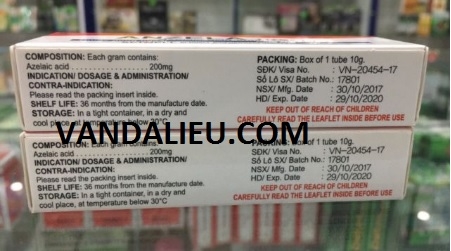 COMPOSITION: Each gram contains:
Azelaic acid ........................ 200mg
INDICATION/ DOSAGE & ADMINISTRATION/
CONTRA-INDICATION:
Please read the packing insert inside.
SHELF LIFE: 36 months from the manufacture date.
STORAGE: In a tight container, in a dry and
cool place, at temperature below 30°C
PACKING: Box of 1 tube 10g.
SĐK/ Visa No. : VN-20454-17
Số Lô SX/ Batch No.: 17801
NSX/ Mfg. Date : 30/10/2017
HD/ Exp. Date : 29/10/2020
KEEP OUT OF REACH OF CHILDREN
CAREFULLY READ THE LEAFLET INSIDE BEFORE USE
VANDALIEU.COM
COMPOSITION: Each gram contains:
Azelaic acid ........................ 200mg
INDICATION/ DOSAGE & ADMINISTRATION/
CONTRA-INDICATION:
Please read the packing insert inside.
SHELF LIFE: 36 months from the manufacture date.
STORAGE: In a tight container, in a dry and
cool place, at temperature below 30°C
PACKING: Box of 1 tube 10g.
SĐK/ Visa No. : VN-20454-17
Số Lô SX/ Batch No.: 17801
NSX/ Mfg. Date : 30/10/2017
HD/ Exp. Date : 29/10/2020
KEEP OUT OF REACH OF CHILDREN
CAREFULLY READ THE LEAFLET INSIDE BEFORE USE